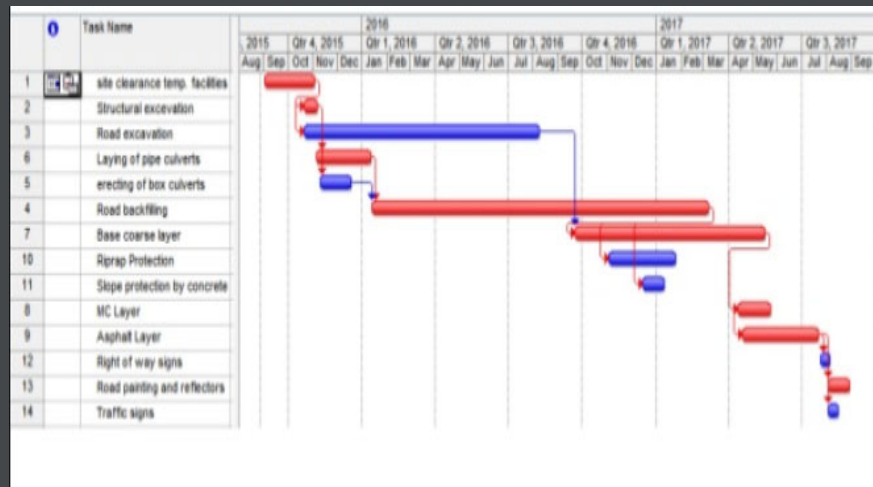 Task Name
2016
2017
, 2015
Qtr 4, 2015
Qtr 1, 2016
Qtr 2, 2016
Qtr 3, 2016
Qtr 4, 2016
Qtr 1, 2017
Qtr 2, 2017
Qtr 3, 2017
Aug Sep Oct Nov Dec Jan Feb Mar Apr May Jun Jul Aug Sep Oct Nov Dec Jan Feb Mar Apr May Jun Jul Aug Sep
1 site clearance temp. facilities
2 Structural excevation
3 Road excavation
6 Laying of pipe culverts
5 erecting of box culverts
4 Road backfilling
7 Base coarse layer
10 Riprap Protection
11 Slope protection by concrete
8 MC Layer
9 Asphalt Layer
12 Right of way signs
13 Road painting and reflectors
14 Traffic signs